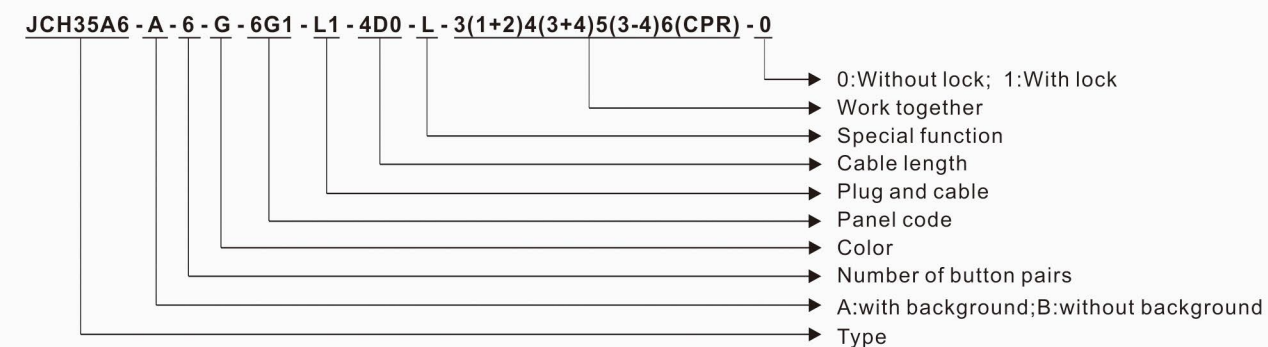 JCH35A6-A-6-G-6G1-L1-4D0-L-3(1+2)4(3+4)5(3-4)6(CPR)-0
0:Without lock; 1:With lock
Work together
Special function
Cable length
Plug and cable
Panel code
Color
Number of button pairs
A:with background;B:without background
Type